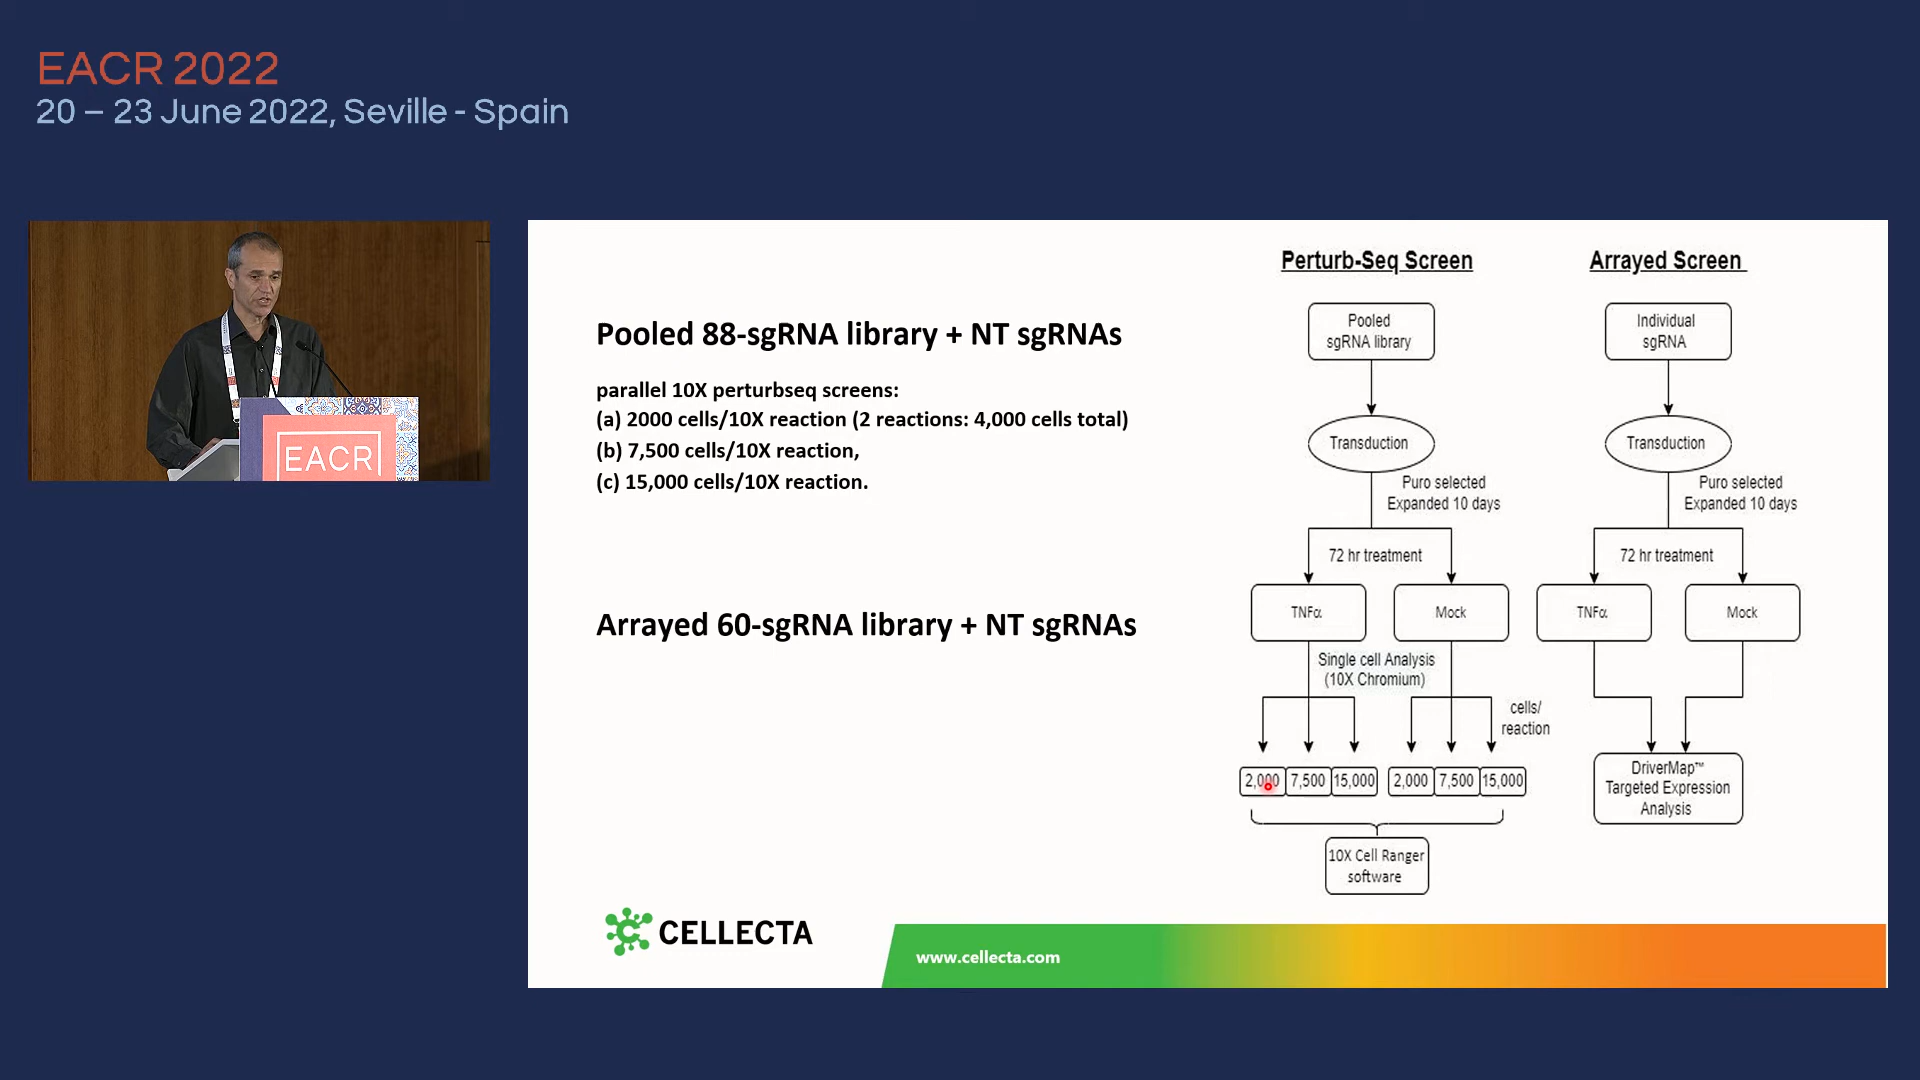 EACR 2022
20 – 23 June 2022, Seville - Spain
EACR
Pooled 88-sgRNA library + NT sgRNAs
parallel 10X perturbseq screens:
(a) 2000 cells/10X reaction (2 reactions: 4,000 cells total)
(b) 7,500 cells/10X reaction,
(c) 15,000 cells/10X reaction.
Arrayed 60-sgRNA library + NT sgRNAs
Perturb-Seq Screen
Pooled
sgRNA library
Transduction
Puro selected
Expanded 10 days
72 hr treatment
TNFα
Mock
Single cell Analysis
(10X Chromium)
cells/
reaction
2,000 7,500 15,000 2,000 7,500 15,000
10X Cell Ranger
software
Arrayed Screen
Individual
sgRNA
Transduction
Puro selected
Expanded 10 days
72 hr treatment
TNFα
Mock
DriverMap™
Targeted Expression
Analysis
CELLECTA
www.cellecta.com